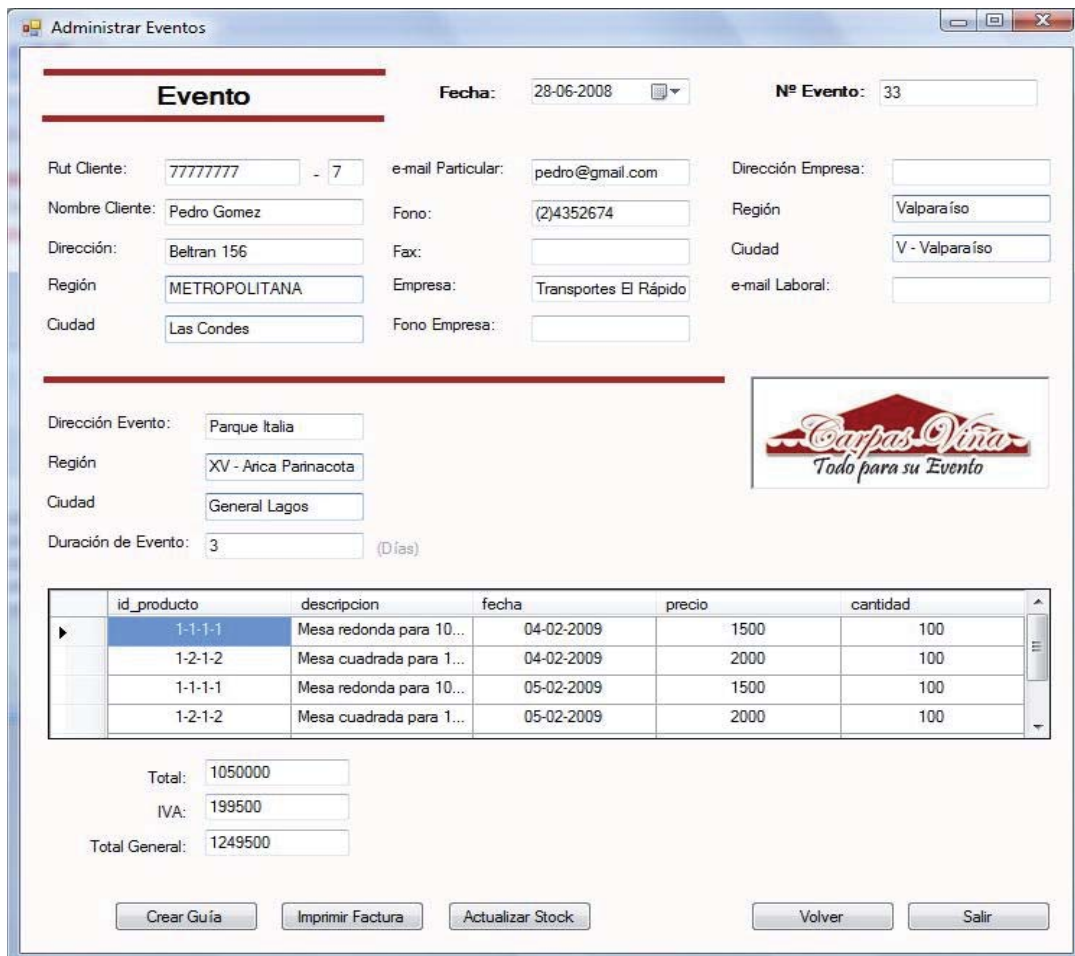 Administrar Eventos
Evento
Fecha: 28-06-2008
Nº Evento: 33
Rut Cliente: 77777777 - 7
e-mail Particular: pedro@gmail.com
Dirección Empresa:
Nombre Cliente: Pedro Gomez
Fono: (2)4352674
Región Valparaíso
Dirección: Beltran 156
Fax:
Ciudad V - Valparaíso
Región METROPOLITANA
Empresa: Transportes El Rápido
e-mail Laboral:
Ciudad Las Condes
Fono Empresa:
Dirección Evento: Parque Italia
Región XV - Arica Parinacota
Ciudad General Lagos
Duración de Evento: 3 (Días)
Carpas Viña
Todo para su Evento
id_producto descripcion fecha precio cantidad
1-1-1-1 Mesa redonda para 10... 04-02-2009 1500 100
1-2-1-2 Mesa cuadrada para 1... 04-02-2009 2000 100
1-1-1-1 Mesa redonda para 10... 05-02-2009 1500 100
1-2-1-2 Mesa cuadrada para 1... 05-02-2009 2000 100
Total: 1050000
IVA: 199500
Total General: 1249500
Crear Guía Imprimir Factura Actualizar Stock Volver Salir